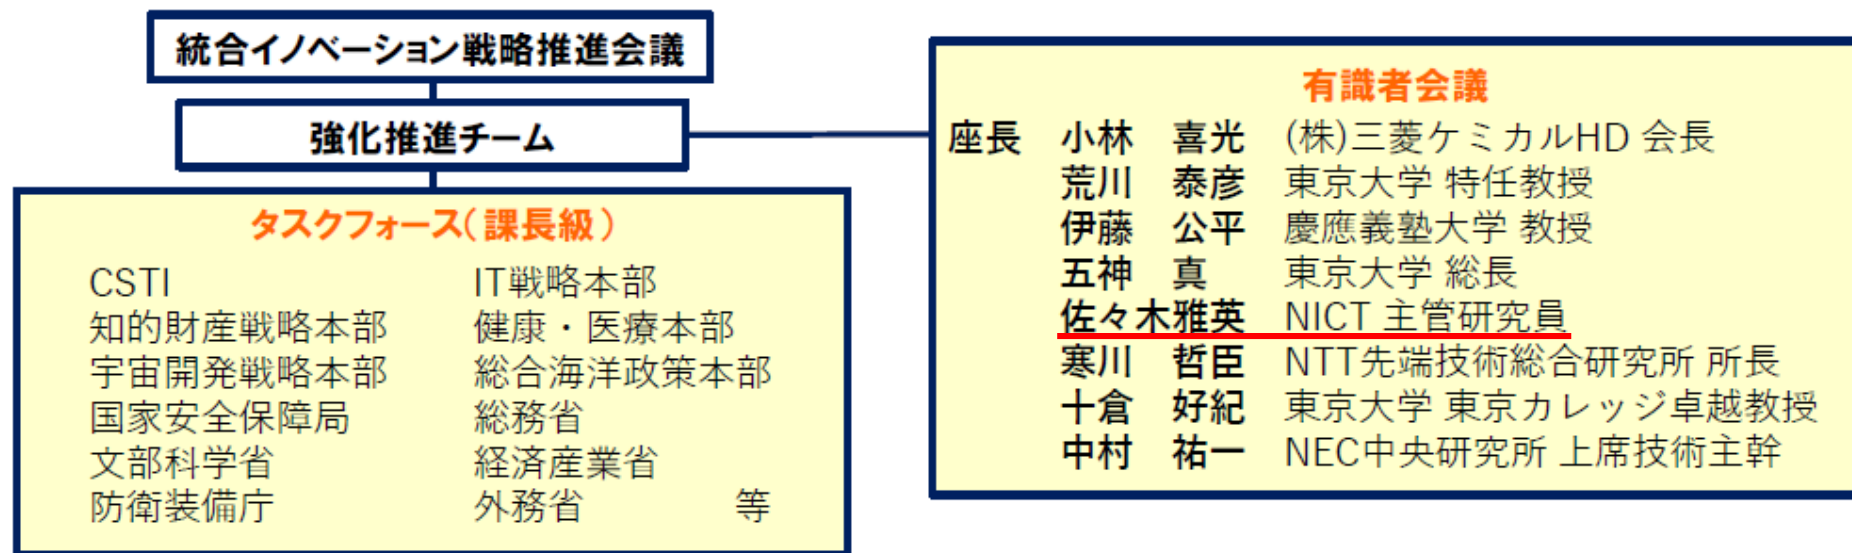 統合イノベーション戦略推進会議
強化推進チーム
タスクフォース(課長級)
CSTI IT戦略本部
知的財産戦略本部 健康・医療本部
宇宙開発戦略本部 総合海洋政策本部
国家安全保障局 総務省
文部科学省 経済産業省
防衛装備庁 外務省 等
有識者会議
座長 小林 喜光 (株)三菱ケミカルHD 会長
荒川 泰彦 東京大学 特任教授
伊藤 公平 慶應義塾大学 教授
五神 真 東京大学 総長
佐々木雅英 NICT 主管研究員
寒川 哲臣 NTT先端技術総合研究所 所長
十倉 好紀 東京大学 東京カレッジ卓越教授
中村 祐一 NEC中央研究所 上席技術主幹